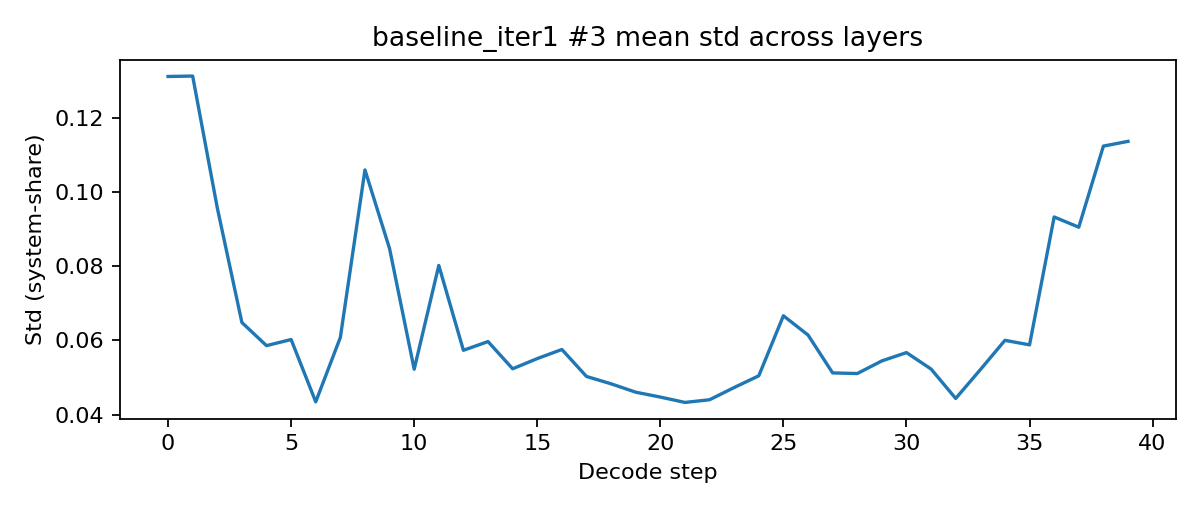 baseline_iter1 #3 mean std across layers
Std (system-share)
0.12
0.10
0.08
0.06
0.04
0 5 10 15 20 25 30 35 40
Decode step